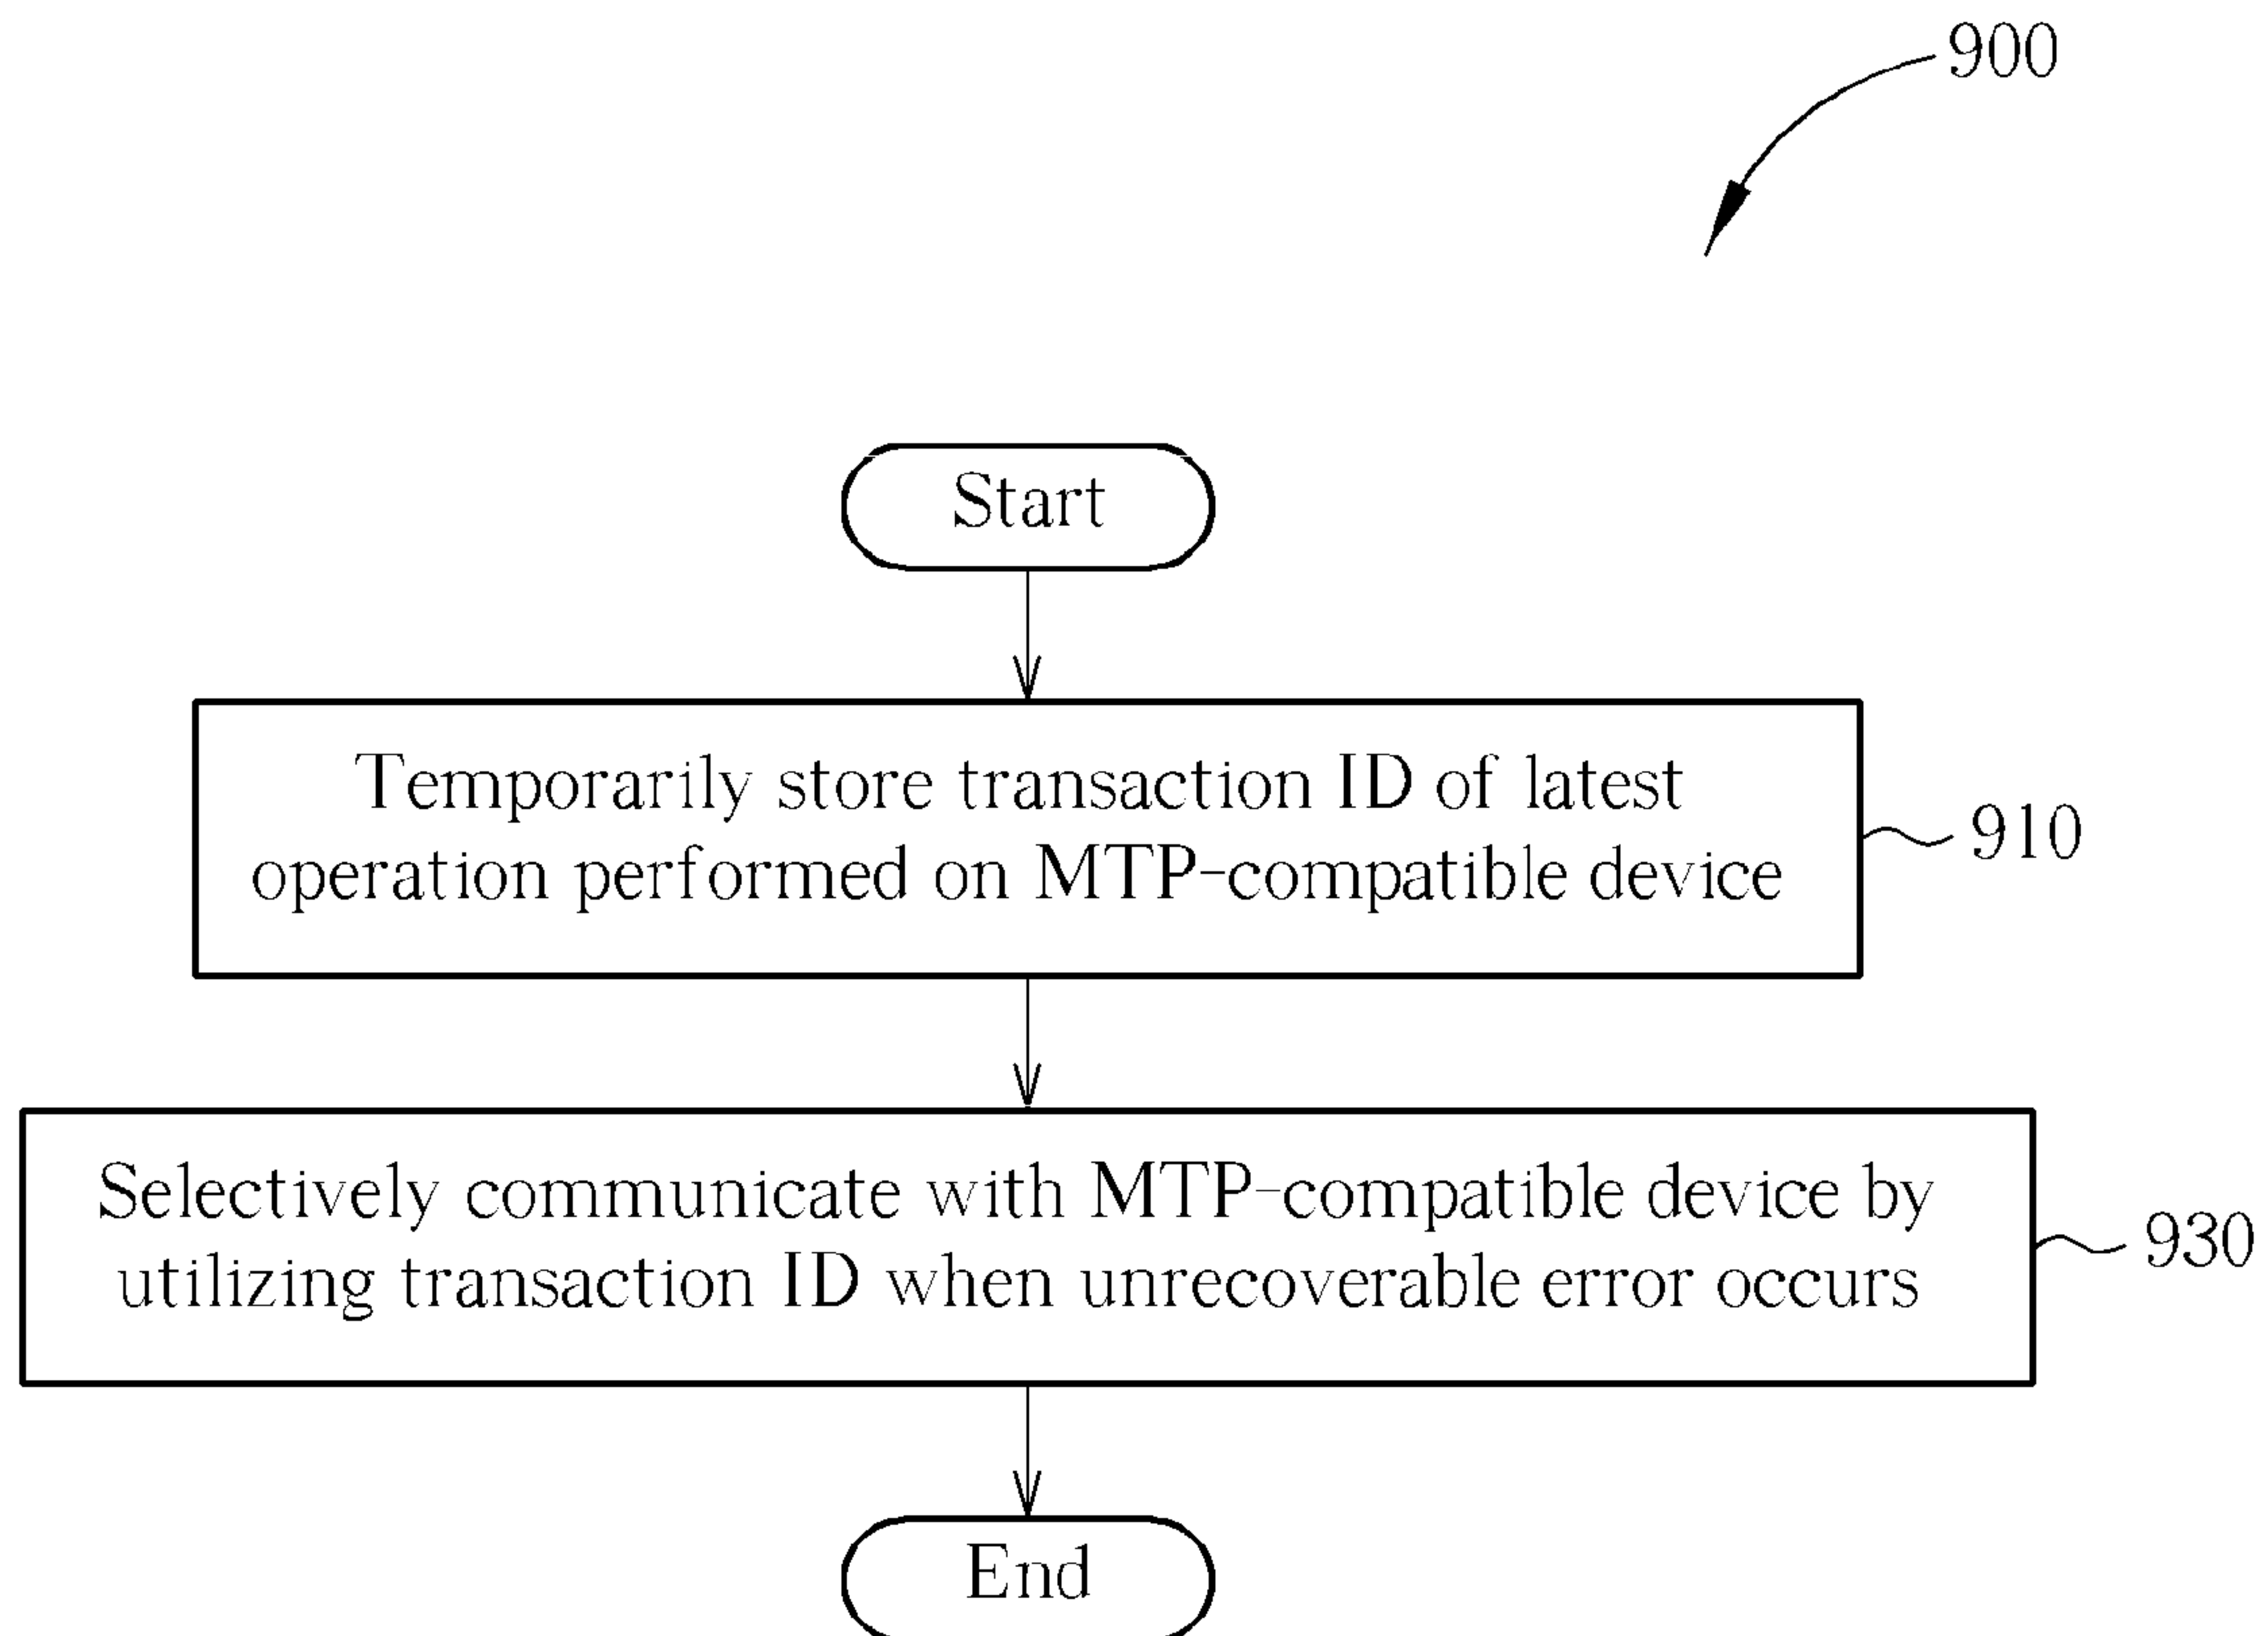 900
Start
Temporarily store transaction ID of latest
operation performed on MTP-compatible device
910
Selectively communicate with MTP-compatible device by
utilizing transaction ID when unrecoverable error occurs
930
End